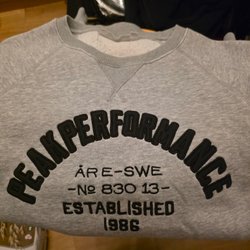 PEAKPERFORMANCE
ÅRE-SWE
-No 830 13-
ESTABLISHED
1986